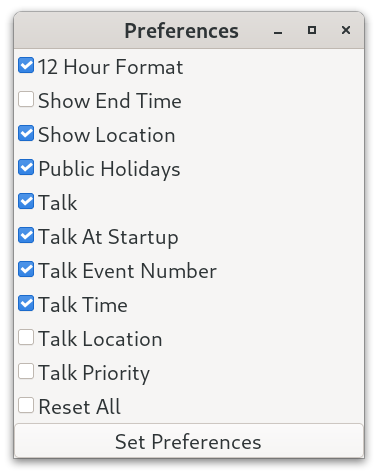 Preferences
12 Hour Format
Show End Time
Show Location
Public Holidays
Talk
Talk At Startup
Talk Event Number
Talk Time
Talk Location
Talk Priority
Reset All
Set Preferences